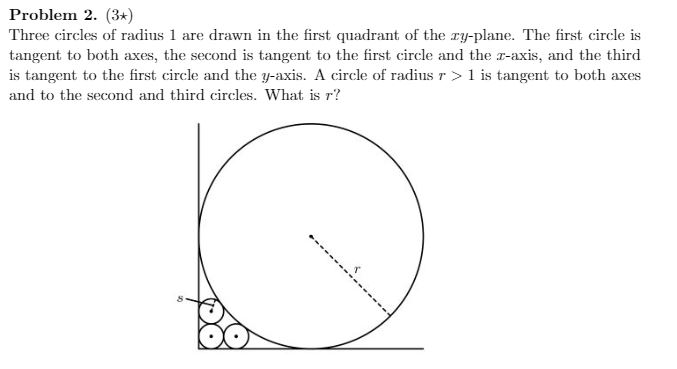 Problem 2. (3⋆)
Three circles of radius 1 are drawn in the first quadrant of the xy-plane. The first circle is
tangent to both axes, the second is tangent to the first circle and the x-axis, and the third
is tangent to the first circle and the y-axis. A circle of radius r > 1 is tangent to both axes
and to the second and third circles. What is r?
r
s